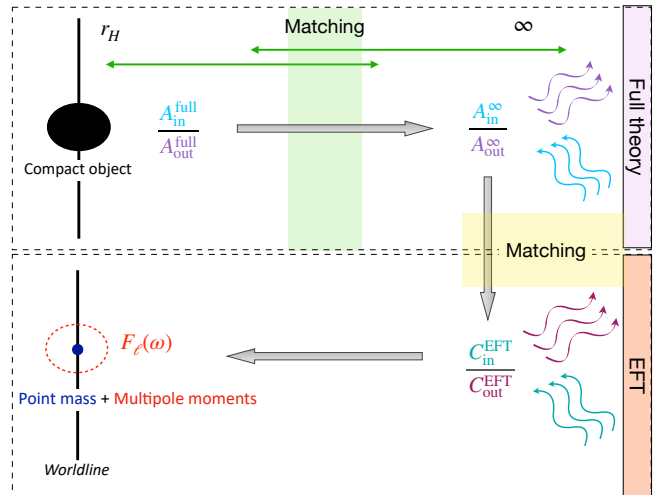 r_H
Matching
∞
A_in^full / A_out^full
A_in^∞ / A_out^∞
Compact object
Full theory
Matching
F_ℓ(ω)
C_in^EFT / C_out^EFT
EFT
Point mass + Multipole moments
Worldline